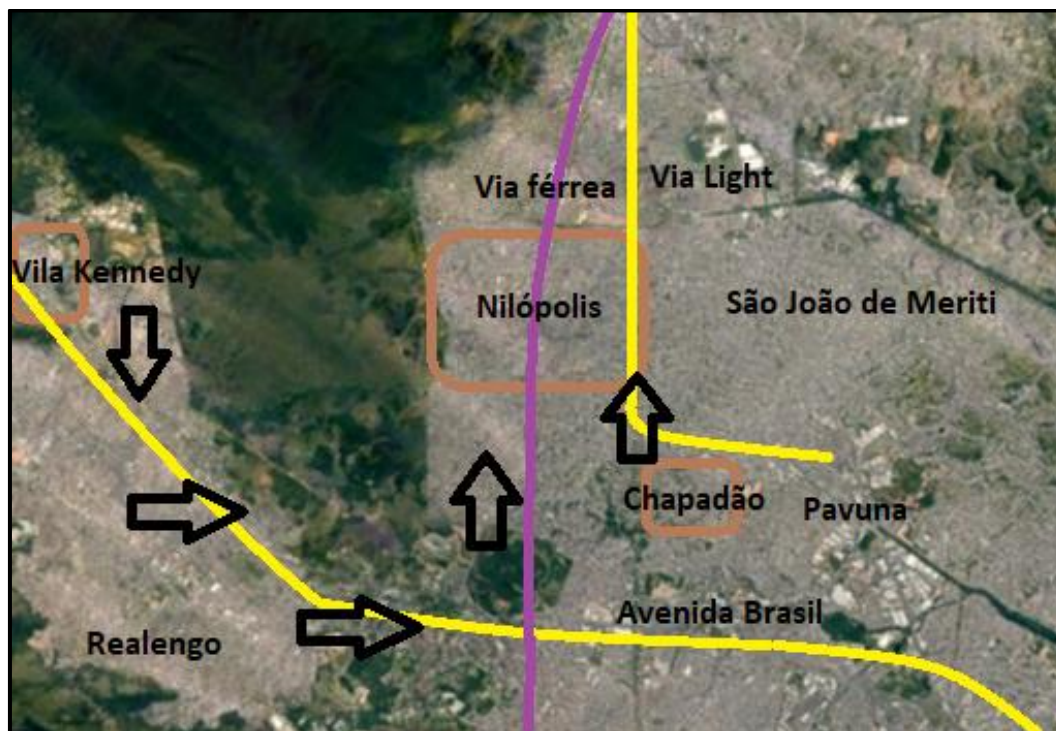 Via férrea
Via Light
Vila Kennedy
Nilópolis
São João de Meriti
Chapadão
Pavuna
Avenida Brasil
Realengo